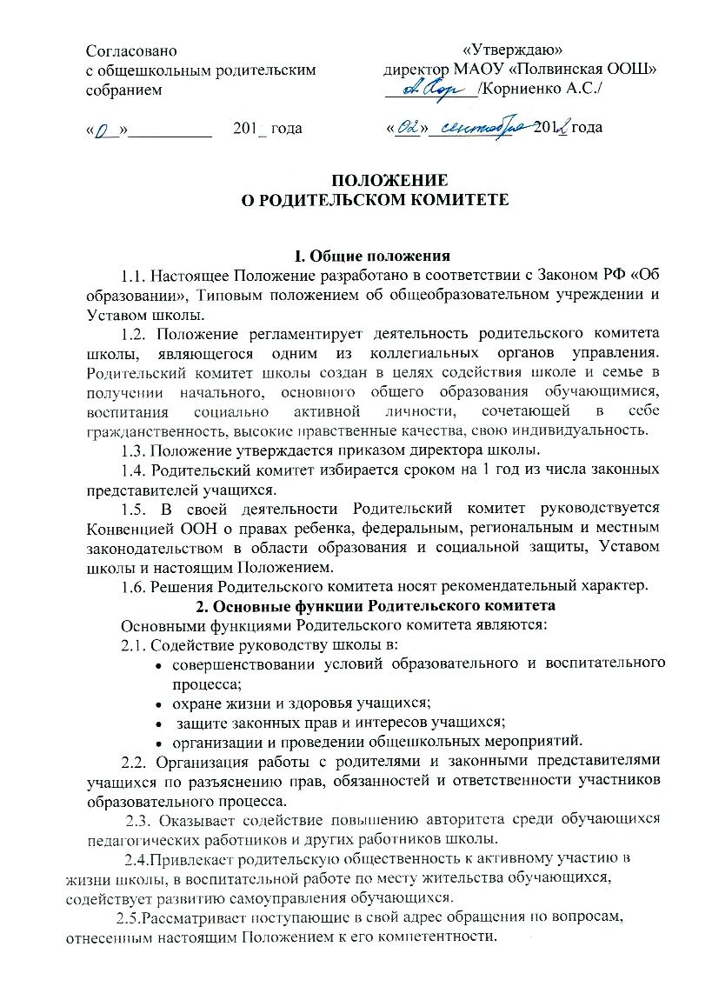 Согласовано «Утверждаю»
с общешкольным родительским директор МАОУ «Полвинская ООШ»
собранием ___________/Корниенко А.С./
«0__»__________ 201_ года «02»сентября 2012 года
ПОЛОЖЕНИЕ
О РОДИТЕЛЬСКОМ КОМИТЕТЕ
I. Общие положения
1.1. Настоящее Положение разработано в соответствии с Законом РФ «Об
образовании», Типовым положением об общеобразовательном учреждении и
Уставом школы.
1.2. Положение регламентирует деятельность родительского комитета
школы, являющегося одним из коллегиальных органов управления.
Родительский комитет школы создан в целях содействия школе и семье в
получении начального, основного общего образования обучающимися,
воспитания социально активной личности, сочетающей в себе
гражданственность, высокие нравственные качества, свою индивидуальность.
1.3. Положение утверждается приказом директора школы.
1.4. Родительский комитет избирается сроком на 1 год из числа законных
представителей учащихся.
1.5. В своей деятельности Родительский комитет руководствуется
Конвенцией ООН о правах ребенка, федеральным, региональным и местным
законодательством в области образования и социальной защиты, Уставом
школы и настоящим Положением.
1.6. Решения Родительского комитета носят рекомендательный характер.
2. Основные функции Родительского комитета
Основными функциями Родительского комитета являются:
2.1. Содействие руководству школы в:
• совершенствовании условий образовательного и воспитательного
процесса;
• охране жизни и здоровья учащихся;
• защите законных прав и интересов учащихся;
• организации и проведении общешкольных мероприятий.
2.2. Организация работы с родителями и законными представителями
учащихся по разъяснению прав, обязанностей и ответственности участников
образовательного процесса.
2.3. Оказывает содействие повышению авторитета среди обучающихся
педагогических работников и других работников школы.
2.4.Привлекает родительскую общественность к активному участию в
жизни школы, в воспитательной работе по месту жительства обучающихся,
содействует развитию самоуправления обучающихся.
2.5.Рассматривает поступающие в свой адрес обращения по вопросам,
отнесенным настоящим Положением к его компетентности.